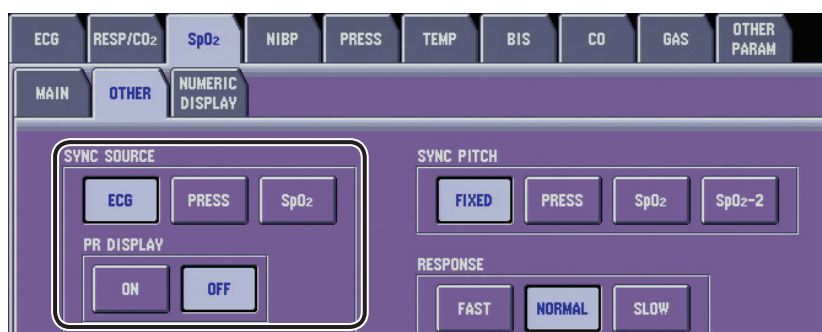 ECG RESP/CO₂ SpO₂ NIBP PRESS TEMP BIS CO GAS OTHER PARAM
MAIN OTHER NUMERIC DISPLAY
SYNC SOURCE SYNC PITCH
ECG PRESS SpO₂ FIXED PRESS SpO₂ SpO₂-2
PR DISPLAY RESPONSE
ON OFF FAST NORMAL SLOW